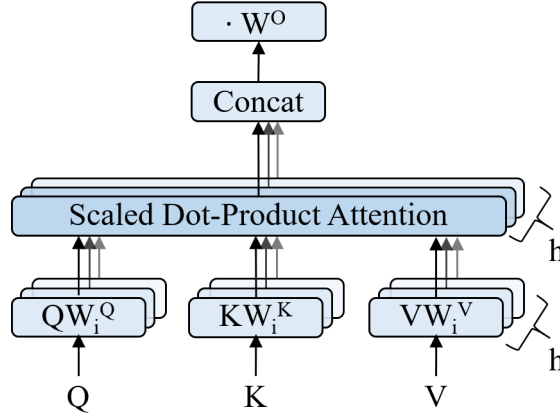 · W^O
Concat
Scaled Dot-Product Attention
h
QW_i^Q KW_i^K VW_i^V
h
Q K V